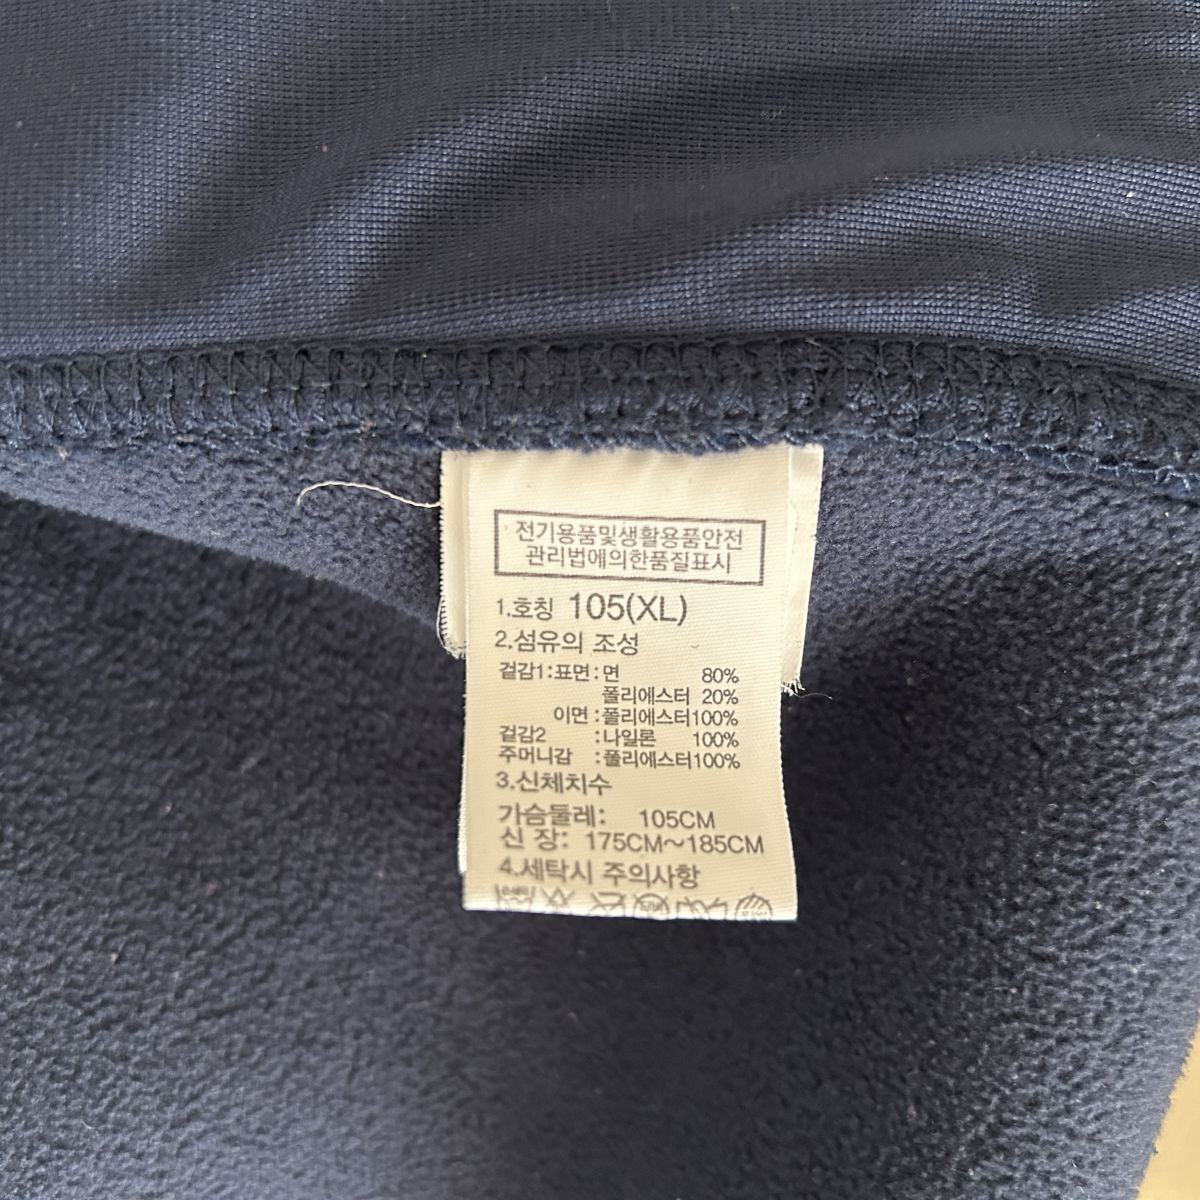 전기용품및생활용품안전
관리법에의한품질표시
1.호칭 105(XL)
2.섬유의 조성
겉감1:표면:면 80%
폴리에스터 20%
이면:폴리에스터100%
겉감2 :나일론 100%
주머니감 :폴리에스터100%
3.신체치수
가슴둘레: 105CM
신 장: 175CM~185CM
4.세탁시 주의사항